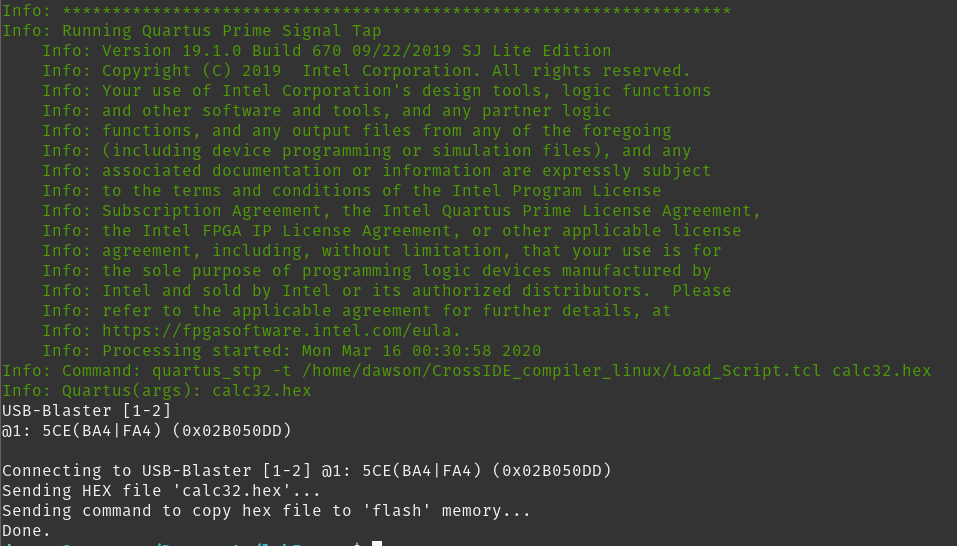 Info: *******************************************************************
Info: Running Quartus Prime Signal Tap
    Info: Version 19.1.0 Build 670 09/22/2019 SJ Lite Edition
    Info: Copyright (C) 2019  Intel Corporation. All rights reserved.
    Info: Your use of Intel Corporation's design tools, logic functions
    Info: and other software and tools, and any partner logic
    Info: functions, and any output files from any of the foregoing
    Info: (including device programming or simulation files), and any
    Info: associated documentation or information are expressly subject
    Info: to the terms and conditions of the Intel Program License
    Info: Subscription Agreement, the Intel Quartus Prime License Agreement,
    Info: the Intel FPGA IP License Agreement, or other applicable license
    Info: agreement, including, without limitation, that your use is for
    Info: the sole purpose of programming logic devices manufactured by
    Info: Intel and sold by Intel or its authorized distributors.  Please
    Info: refer to the applicable agreement for further details, at
    Info: https://fpgasoftware.intel.com/eula.
    Info: Processing started: Mon Mar 16 00:30:58 2020
Info: Command: quartus_stp -t /home/dawson/CrossIDE_compiler_linux/Load_Script.tcl calc32.hex
Info: Quartus(args): calc32.hex
USB-Blaster [1-2]
@1: 5CE(BA4|FA4) (0x02B050DD)

Connecting to USB-Blaster [1-2] @1: 5CE(BA4|FA4) (0x02B050DD)
Sending HEX file 'calc32.hex'...
Sending command to copy hex file to 'flash' memory...
Done.